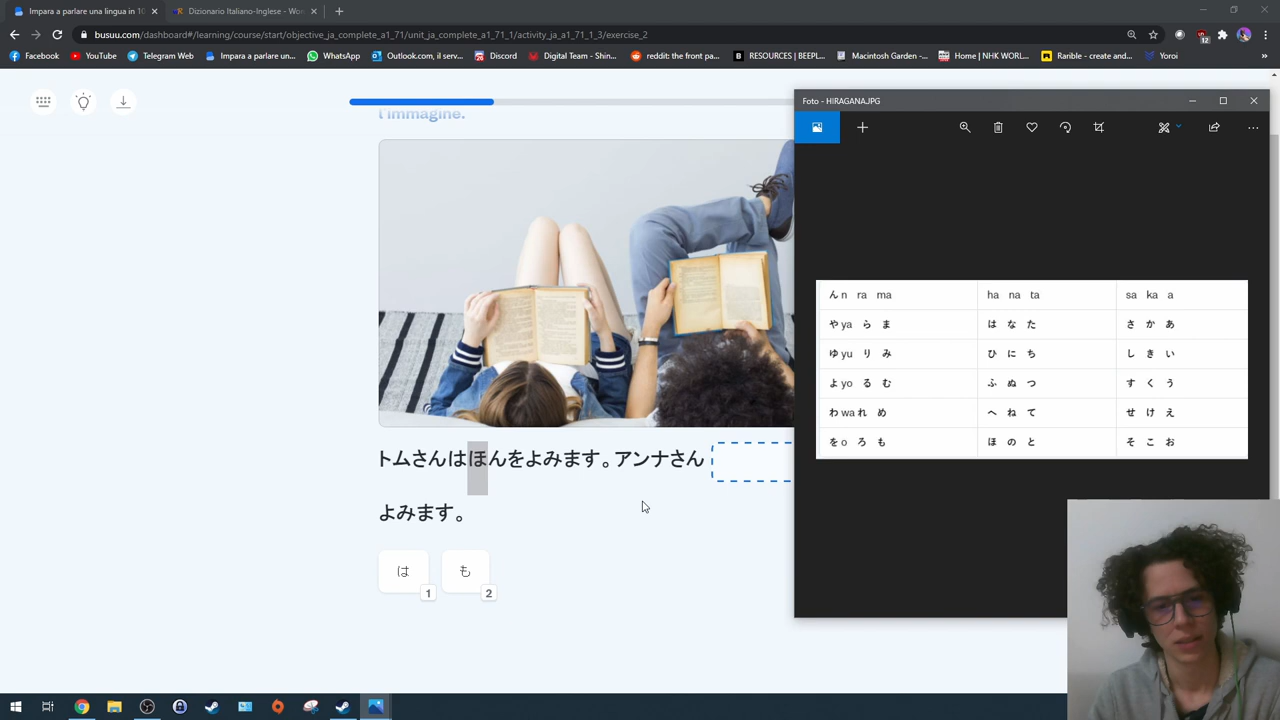 Impara a parlare una lingua in 10
Dizionario Italiano-Inglese - Wor
busuu.com/dashboard#/learning/course/start/objective_ja_complete_a1_71/unit_ja_complete_a1_71_1/activity_ja_a1_71_1_3/exercise_2
12
Facebook
YouTube
Telegram Web
Impara a parlare un...
WhatsApp
Outlook.com, il serv...
Discord
Digital Team - Shin...
reddit: the front pa...
RESOURCES | BEEPL...
Macintosh Garden -...
Home | NHK WORL...
Rarible - create and...
Yoroi
l'immagine.
Foto - HIRAGANA.JPG
ん n ra ma ha na ta sa ka a
や ya ら ま は な た さ か あ
ゆ yu り み ひ に ち し き い
よ yo る む ふ ぬ つ す く う
わ wa れ め へ ね て せ け え
を o ろ も ほ の と そ こ お
トムさんはほんをよみます。アンナさん
よみます。
は 1
も 2